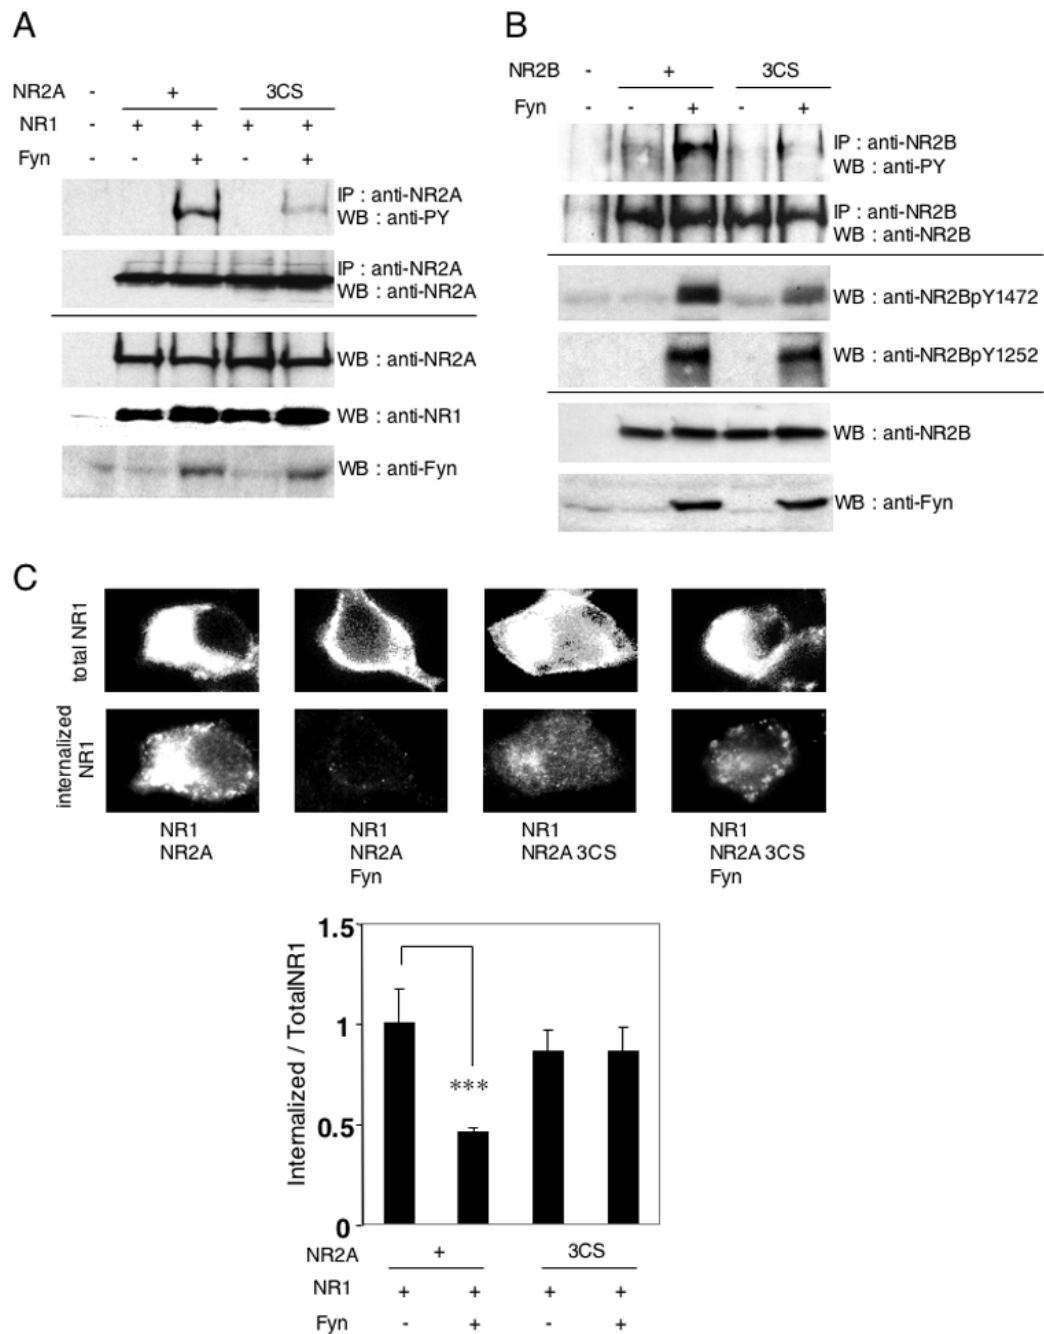 A
NR2A - + 3CS
NR1 - + + + +
Fyn - - + - +
IP : anti-NR2A
WB : anti-PY
IP : anti-NR2A
WB : anti-NR2A
WB : anti-NR2A
WB : anti-NR1
WB : anti-Fyn
B
NR2B - + 3CS
Fyn - - + - +
IP : anti-NR2B
WB : anti-PY
IP : anti-NR2B
WB : anti-NR2B
WB : anti-NR2BpY1472
WB : anti-NR2BpY1252
WB : anti-NR2B
WB : anti-Fyn
C
total NR1
internalized
NR1
NR1
NR2A
NR1
NR2A
Fyn
NR1
NR2A 3CS
NR1
NR2A 3CS
Fyn
Internalized / TotalNR1
1.5
1
0.5
0
***
NR2A + 3CS
NR1 + + + +
Fyn - + - +